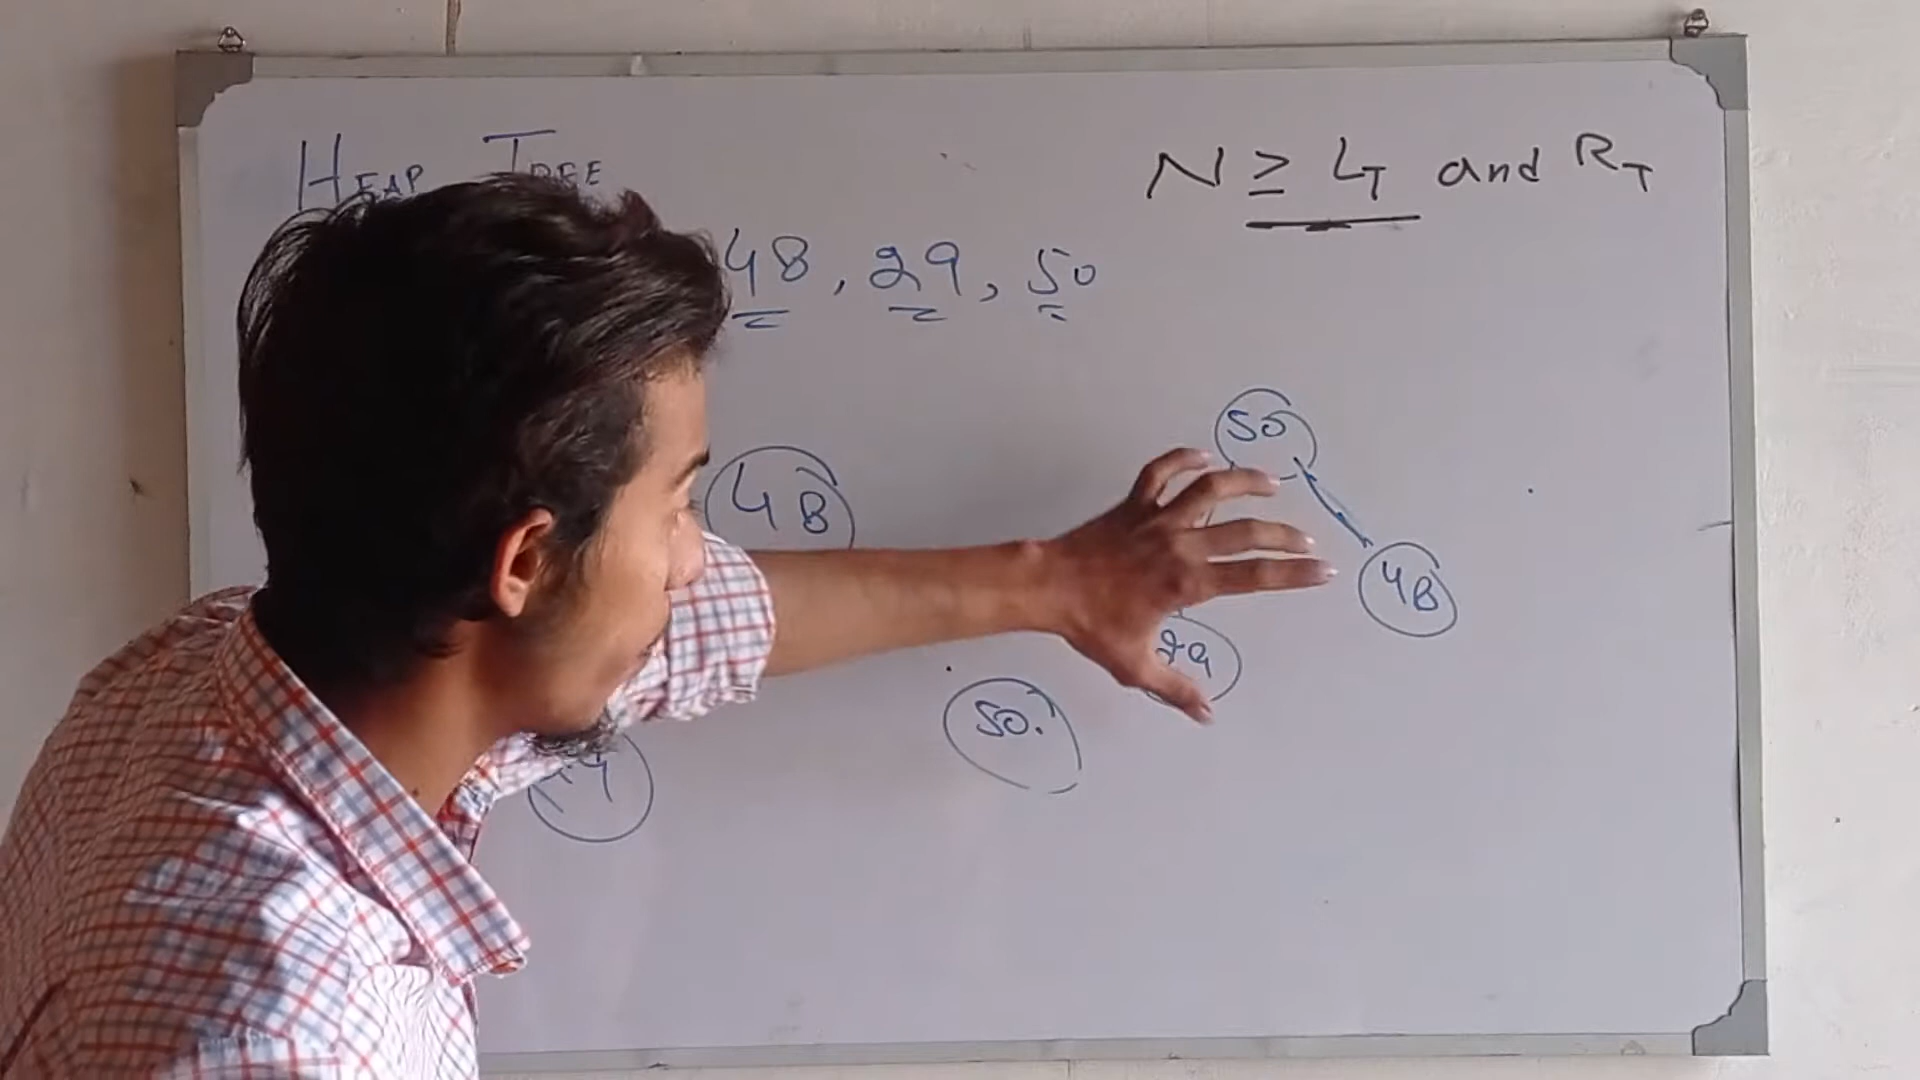 HEAP TREE
N ≥ LT and RT
48, 29, 50
50
48
48
29
50.